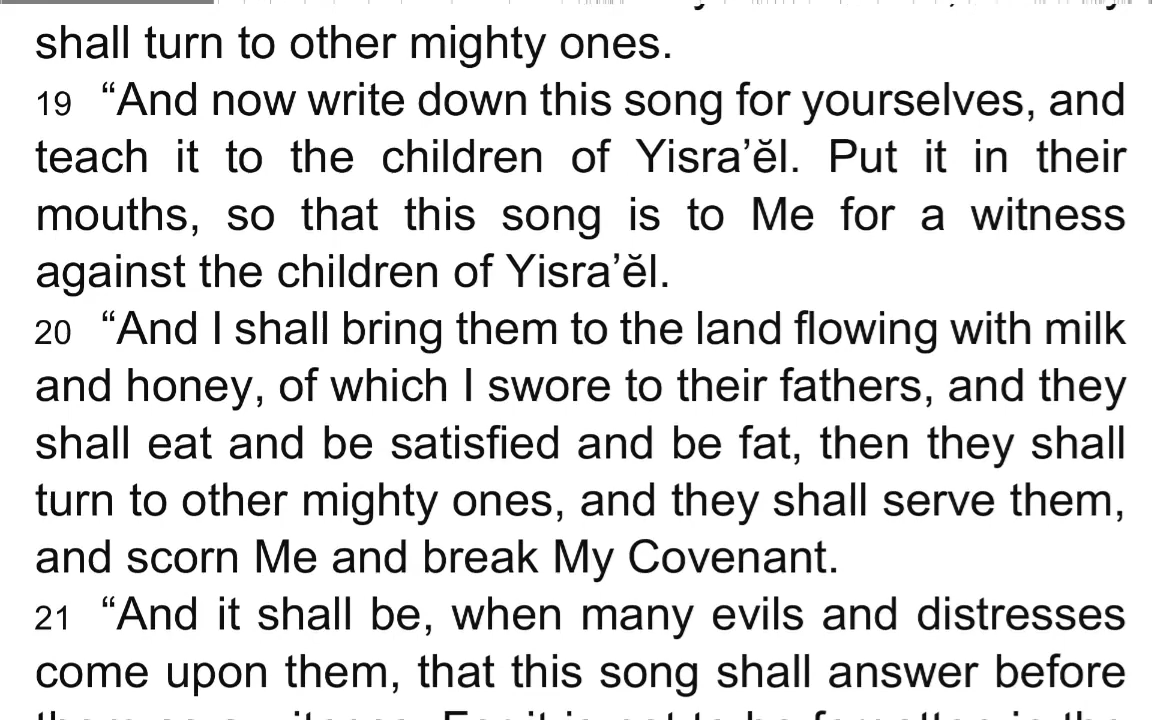 shall turn to other mighty ones.
19 “And now write down this song for yourselves, and
teach it to the children of Yisra’ĕl. Put it in their
mouths, so that this song is to Me for a witness
against the children of Yisra’ĕl.
20 “And I shall bring them to the land flowing with milk
and honey, of which I swore to their fathers, and they
shall eat and be satisfied and be fat, then they shall
turn to other mighty ones, and they shall serve them,
and scorn Me and break My Covenant.
21 “And it shall be, when many evils and distresses
come upon them, that this song shall answer before